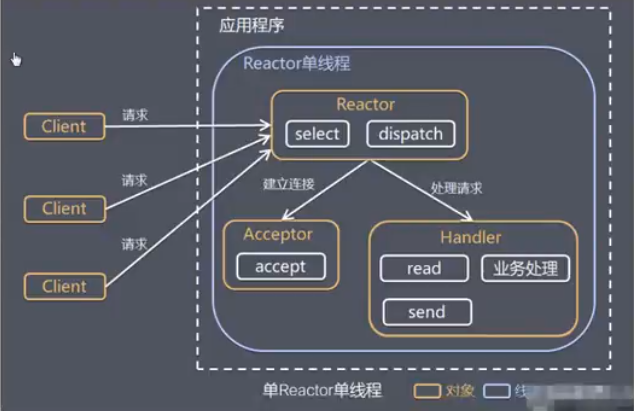 应用程序
Reactor单线程
Reactor
select
dispatch
Client
请求
Client
请求
Client
请求
建立连接
处理请求
Acceptor
accept
Handler
read
业务处理
send
单Reactor单线程
对象